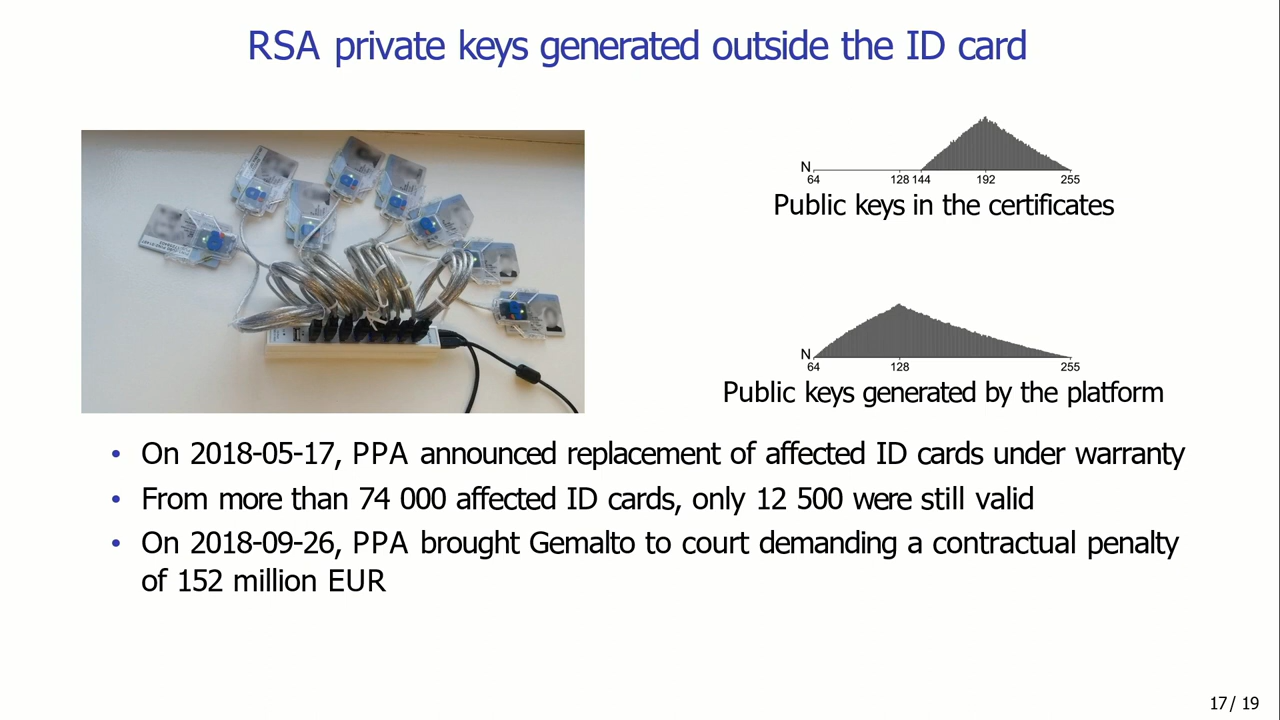 RSA private keys generated outside the ID card
N
64 128 144 192 255
Public keys in the certificates
N
64 128 255
Public keys generated by the platform
• On 2018-05-17, PPA announced replacement of affected ID cards under warranty
• From more than 74 000 affected ID cards, only 12 500 were still valid
• On 2018-09-26, PPA brought Gemalto to court demanding a contractual penalty
of 152 million EUR
17/ 19